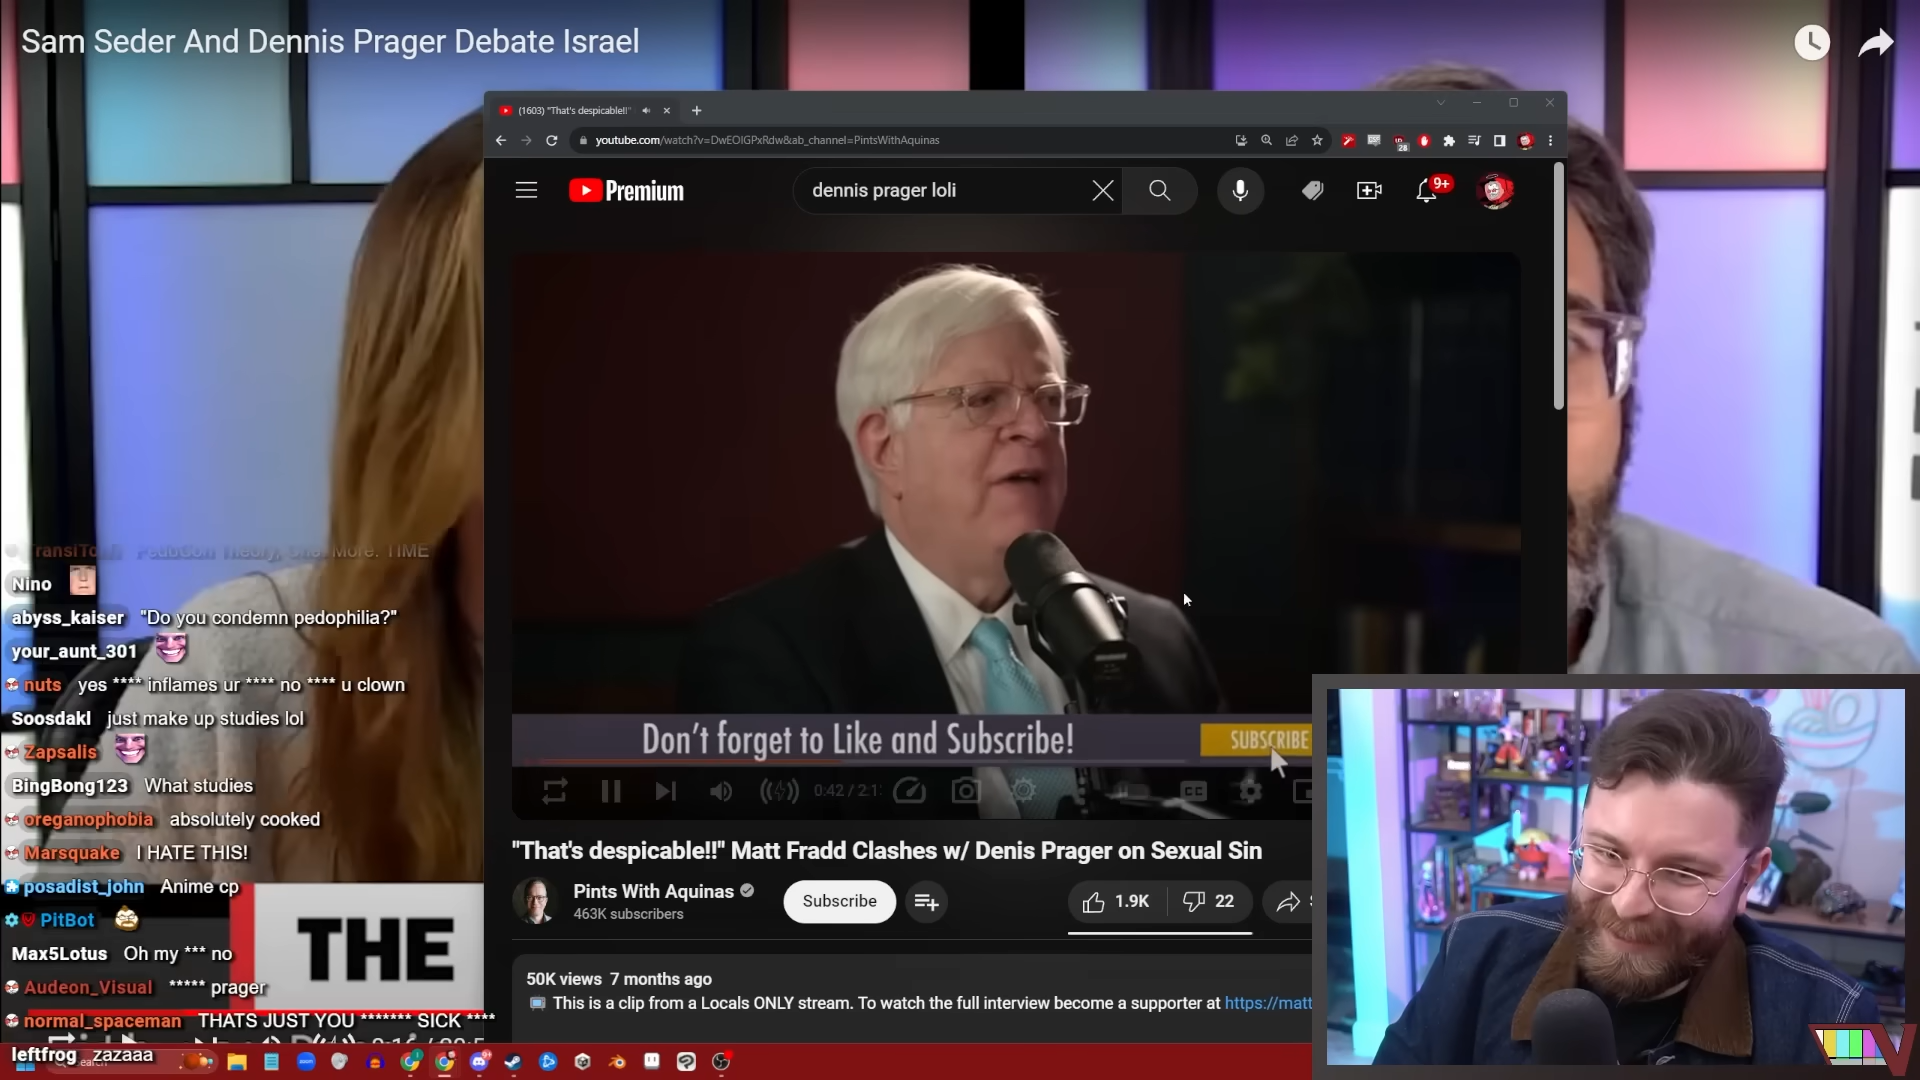 Sam Seder And Dennis Prager Debate Israel
(1603) "That's despicable!!"
youtube.com/watch?v=DwEOIGPxRdw&ab_channel=PintsWithAquinas
28
Premium
dennis prager loli
9+
Don't forget to Like and Subscribe!
SUBSCRIBE
0:42 / 2:1
CC
"That's despicable!!" Matt Fradd Clashes w/ Denis Prager on Sexual Sin
Pints With Aquinas
463K subscribers
Subscribe
1.9K
22
50K views 7 months ago
This is a clip from a Locals ONLY stream. To watch the full interview become a supporter at https://matt
Theory, One More. TIME
Nino
abyss_kaiser "Do you condemn pedophilia?"
your_aunt_301
nuts yes **** inflames ur **** no **** u clown
Soosdakl just make up studies lol
Zapsalis
BingBong123 What studies
oreganophobia absolutely cooked
Marsquake I HATE THIS!
posadist_john Anime cp
PitBot
Max5Lotus Oh my *** no
Audeon_Visual ***** prager
normal_spaceman THATS JUST YOU ******* SICK ****
leftfrog zazaaa
THE